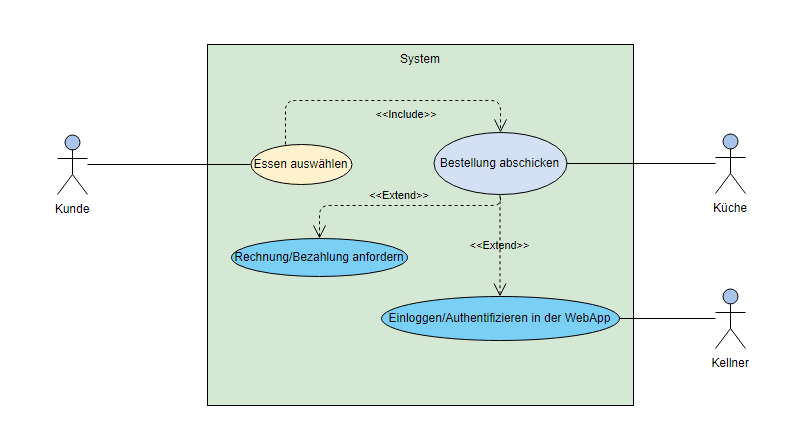 System
<<Include>>
Essen auswählen
Bestellung abschicken
Kunde
Küche
<<Extend>>
<<Extend>>
Rechnung/Bezahlung anfordern
Einloggen/Authentifizieren in der WebApp
Kellner